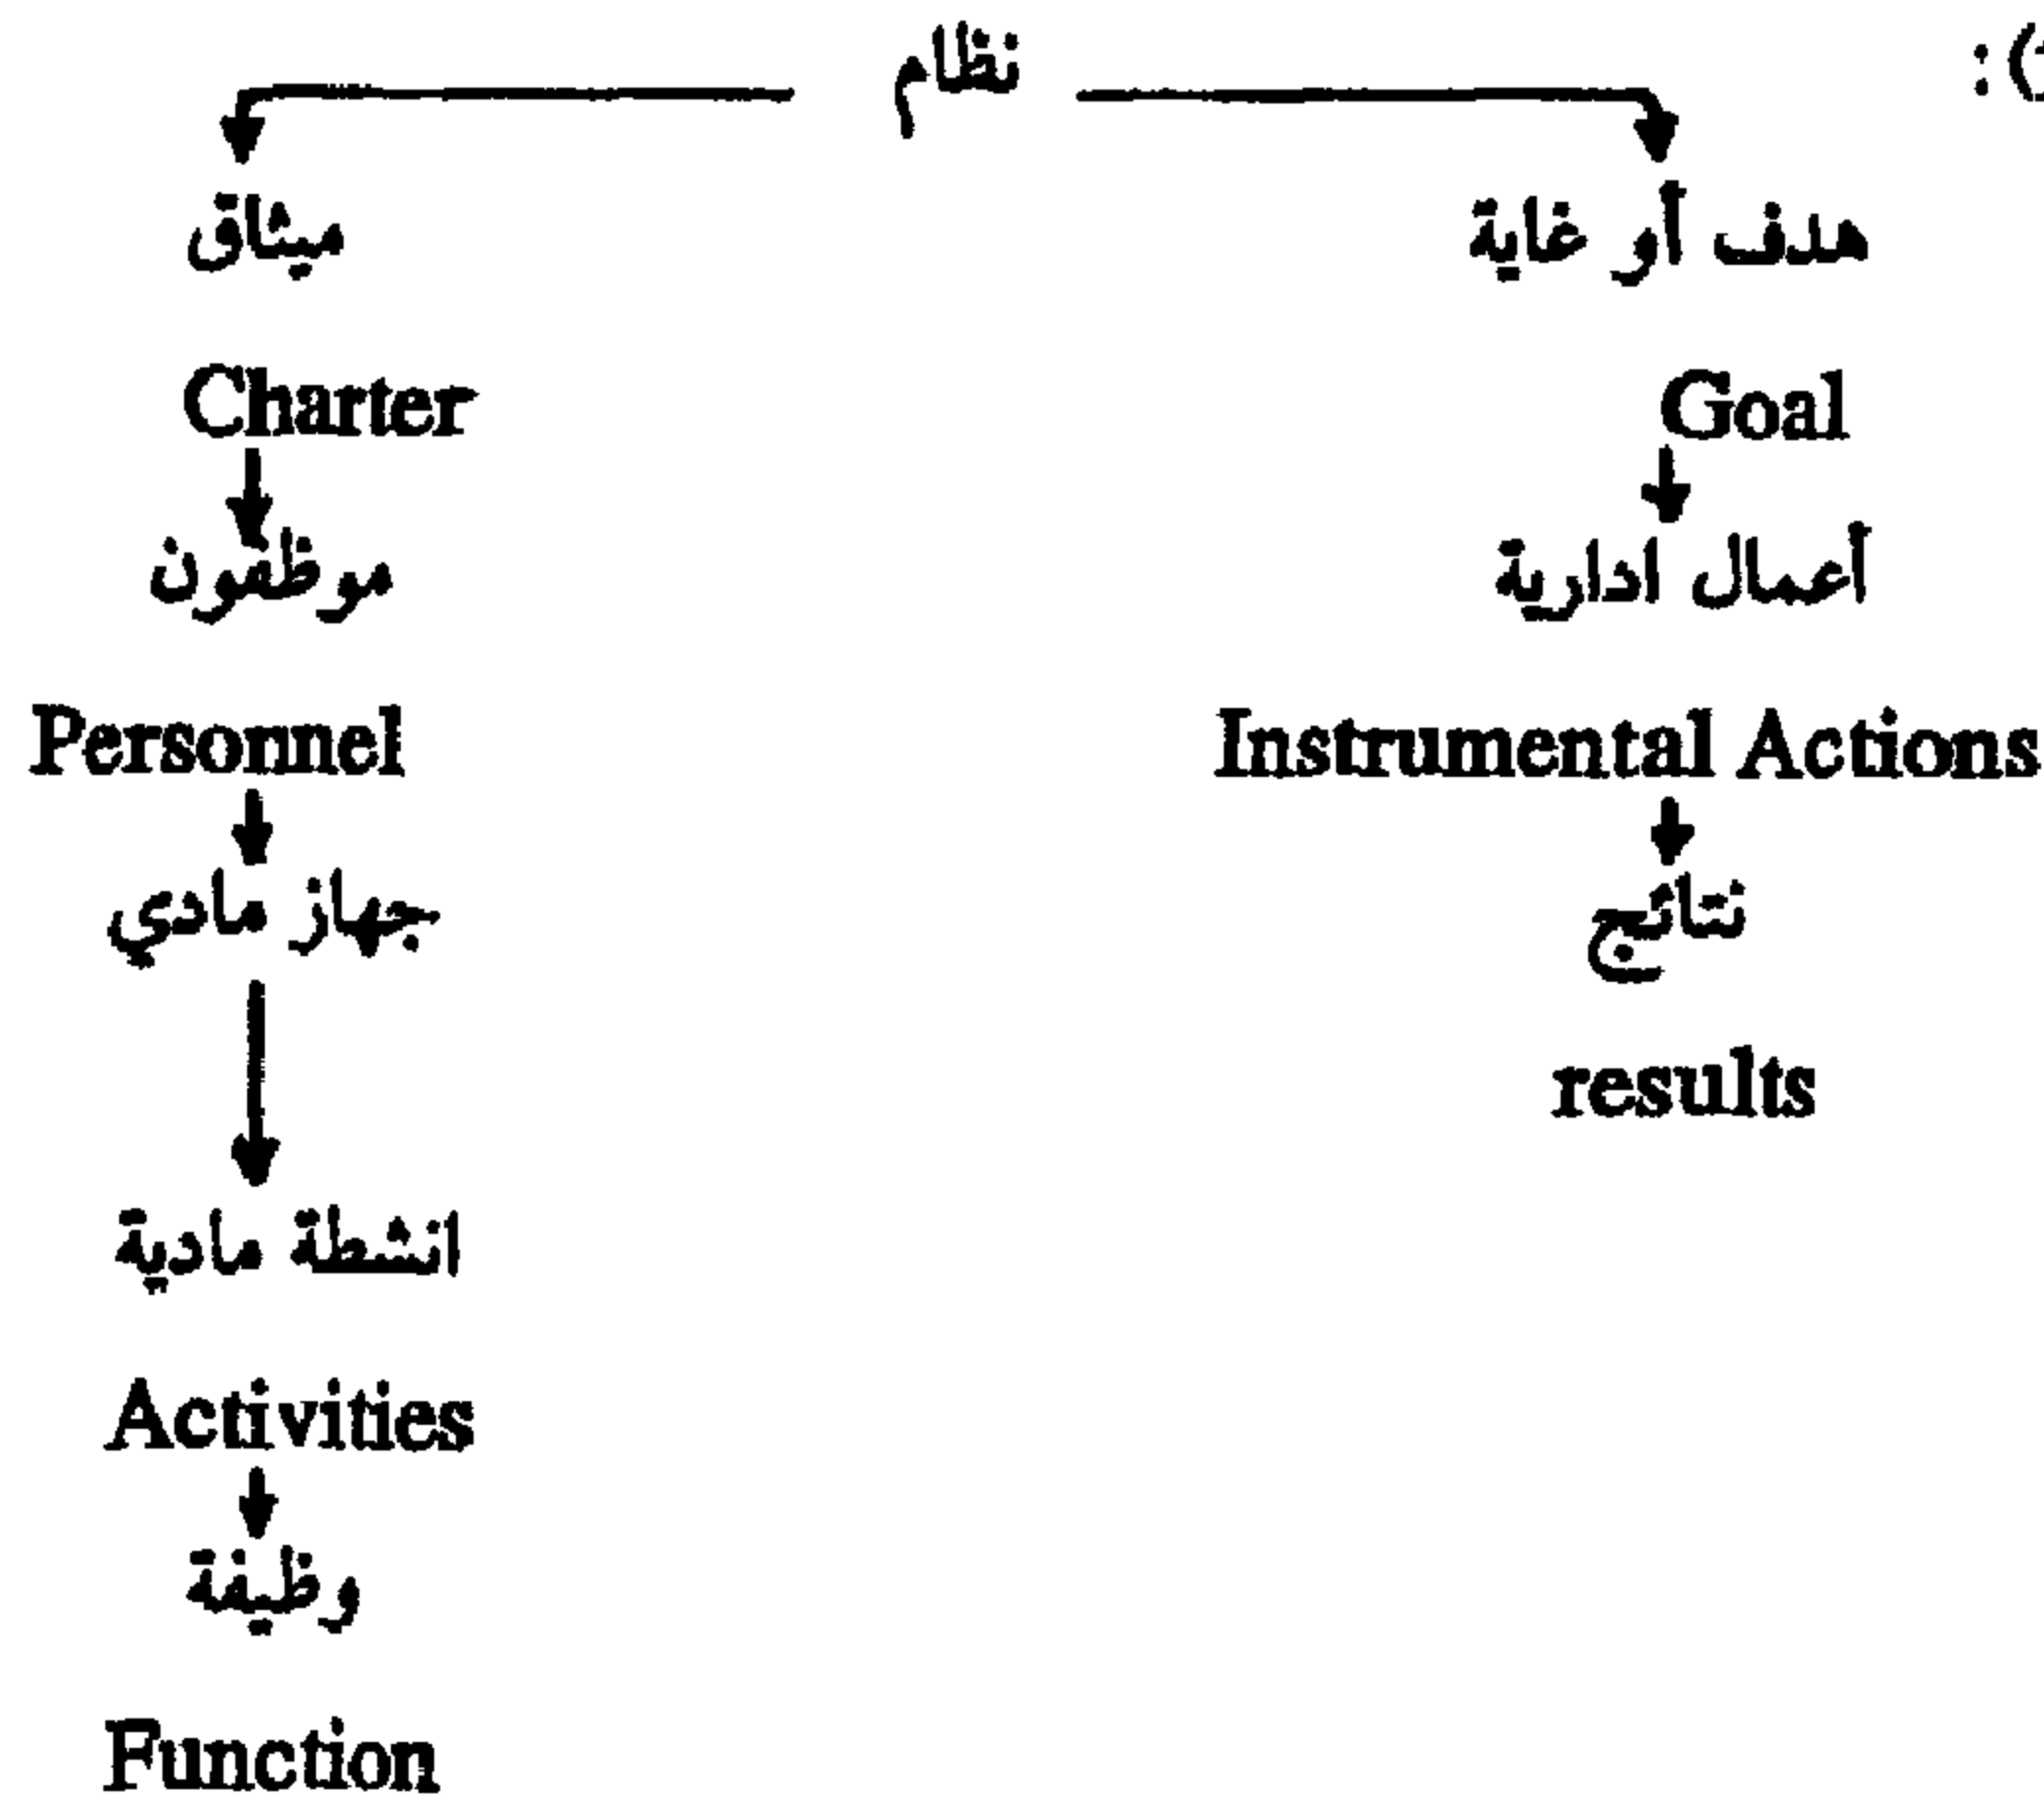 نظام
هدف أو غاية
ميثاق
Goal
Charter
أعمال ادارية
موظفون
Instrumental Actions
Personnel
نتائج
جهاز مادي
results
انشطة مادية
Activities
وظيفة
Function